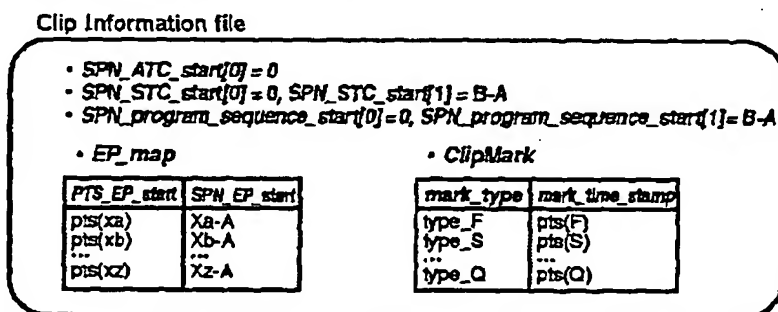 Clip Information file
• SPN_ATC_start[0] = 0
• SPN_STC_start[0] = 0, SPN_STC_start[1] = B-A
• SPN_program_sequence_start[0]=0, SPN_program_sequence_start[1]= B-A
• EP_map
PTS_EP_start SPN_EP_start
pts(xa) Xa-A
pts(xb) Xb-A
... ...
pts(xz) Xz-A
• ClipMark
mark_type mark_time_stamp
type_F pts(F)
type_S pts(S)
... ...
type_Q pts(Q)